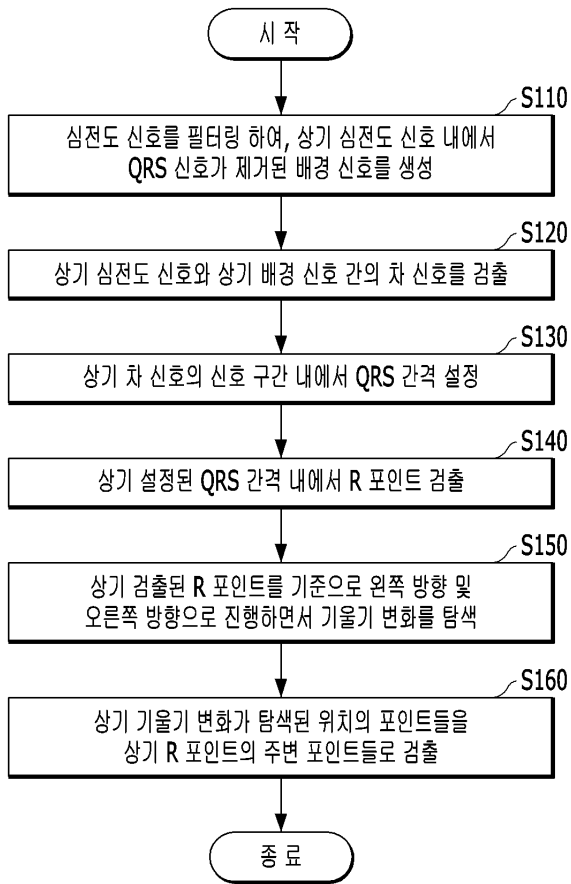 시 작
S110
심전도 신호를 필터링 하여, 상기 심전도 신호 내에서
QRS 신호가 제거된 배경 신호를 생성
S120
상기 심전도 신호와 상기 배경 신호 간의 차 신호를 검출
S130
상기 차 신호의 신호 구간 내에서 QRS 간격 설정
S140
상기 설정된 QRS 간격 내에서 R 포인트 검출
S150
상기 검출된 R 포인트를 기준으로 왼쪽 방향 및
오른쪽 방향으로 진행하면서 기울기 변화를 탐색
S160
상기 기울기 변화가 탐색된 위치의 포인트들을
상기 R 포인트의 주변 포인트들로 검출
종 료